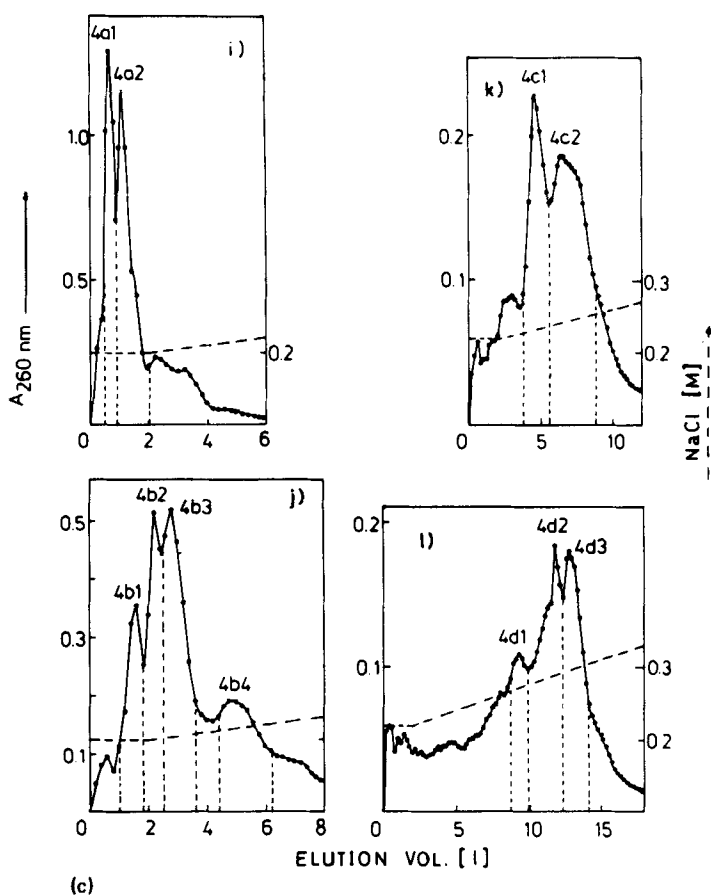 4a1
i)
4a2
1.0
0.5
0.2
0 2 4 6
A260 nm
k)
4c1
4c2
0.2
0.1
0.3
0.2
0 5 10
NaCl [M]
j)
4b2
4b3
4b1
4b4
0.5
0.3
0.1
0 2 4 6 8
l)
4d2
4d3
4d1
0.2
0.1
0.3
0.2
0 5 10 15
ELUTION VOL. [l]
(c)